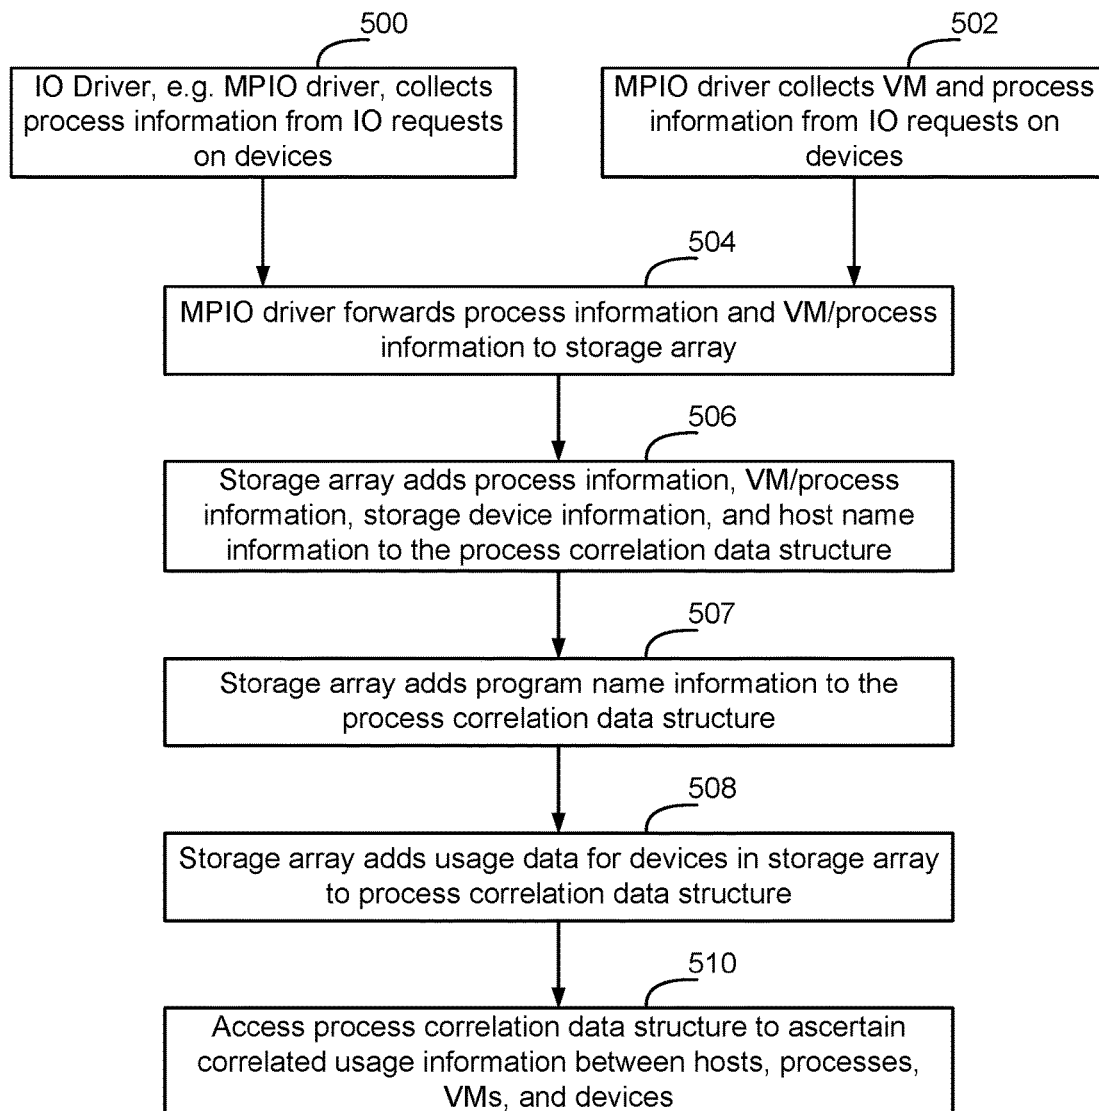 500
IO Driver, e.g. MPIO driver, collects
process information from IO requests
on devices
502
MPIO driver collects VM and process
information from IO requests on
devices
504
MPIO driver forwards process information and VM/process
information to storage array
506
Storage array adds process information, VM/process
information, storage device information, and host name
information to the process correlation data structure
507
Storage array adds program name information to the
process correlation data structure
508
Storage array adds usage data for devices in storage array
to process correlation data structure
510
Access process correlation data structure to ascertain
correlated usage information between hosts, processes,
VMs, and devices